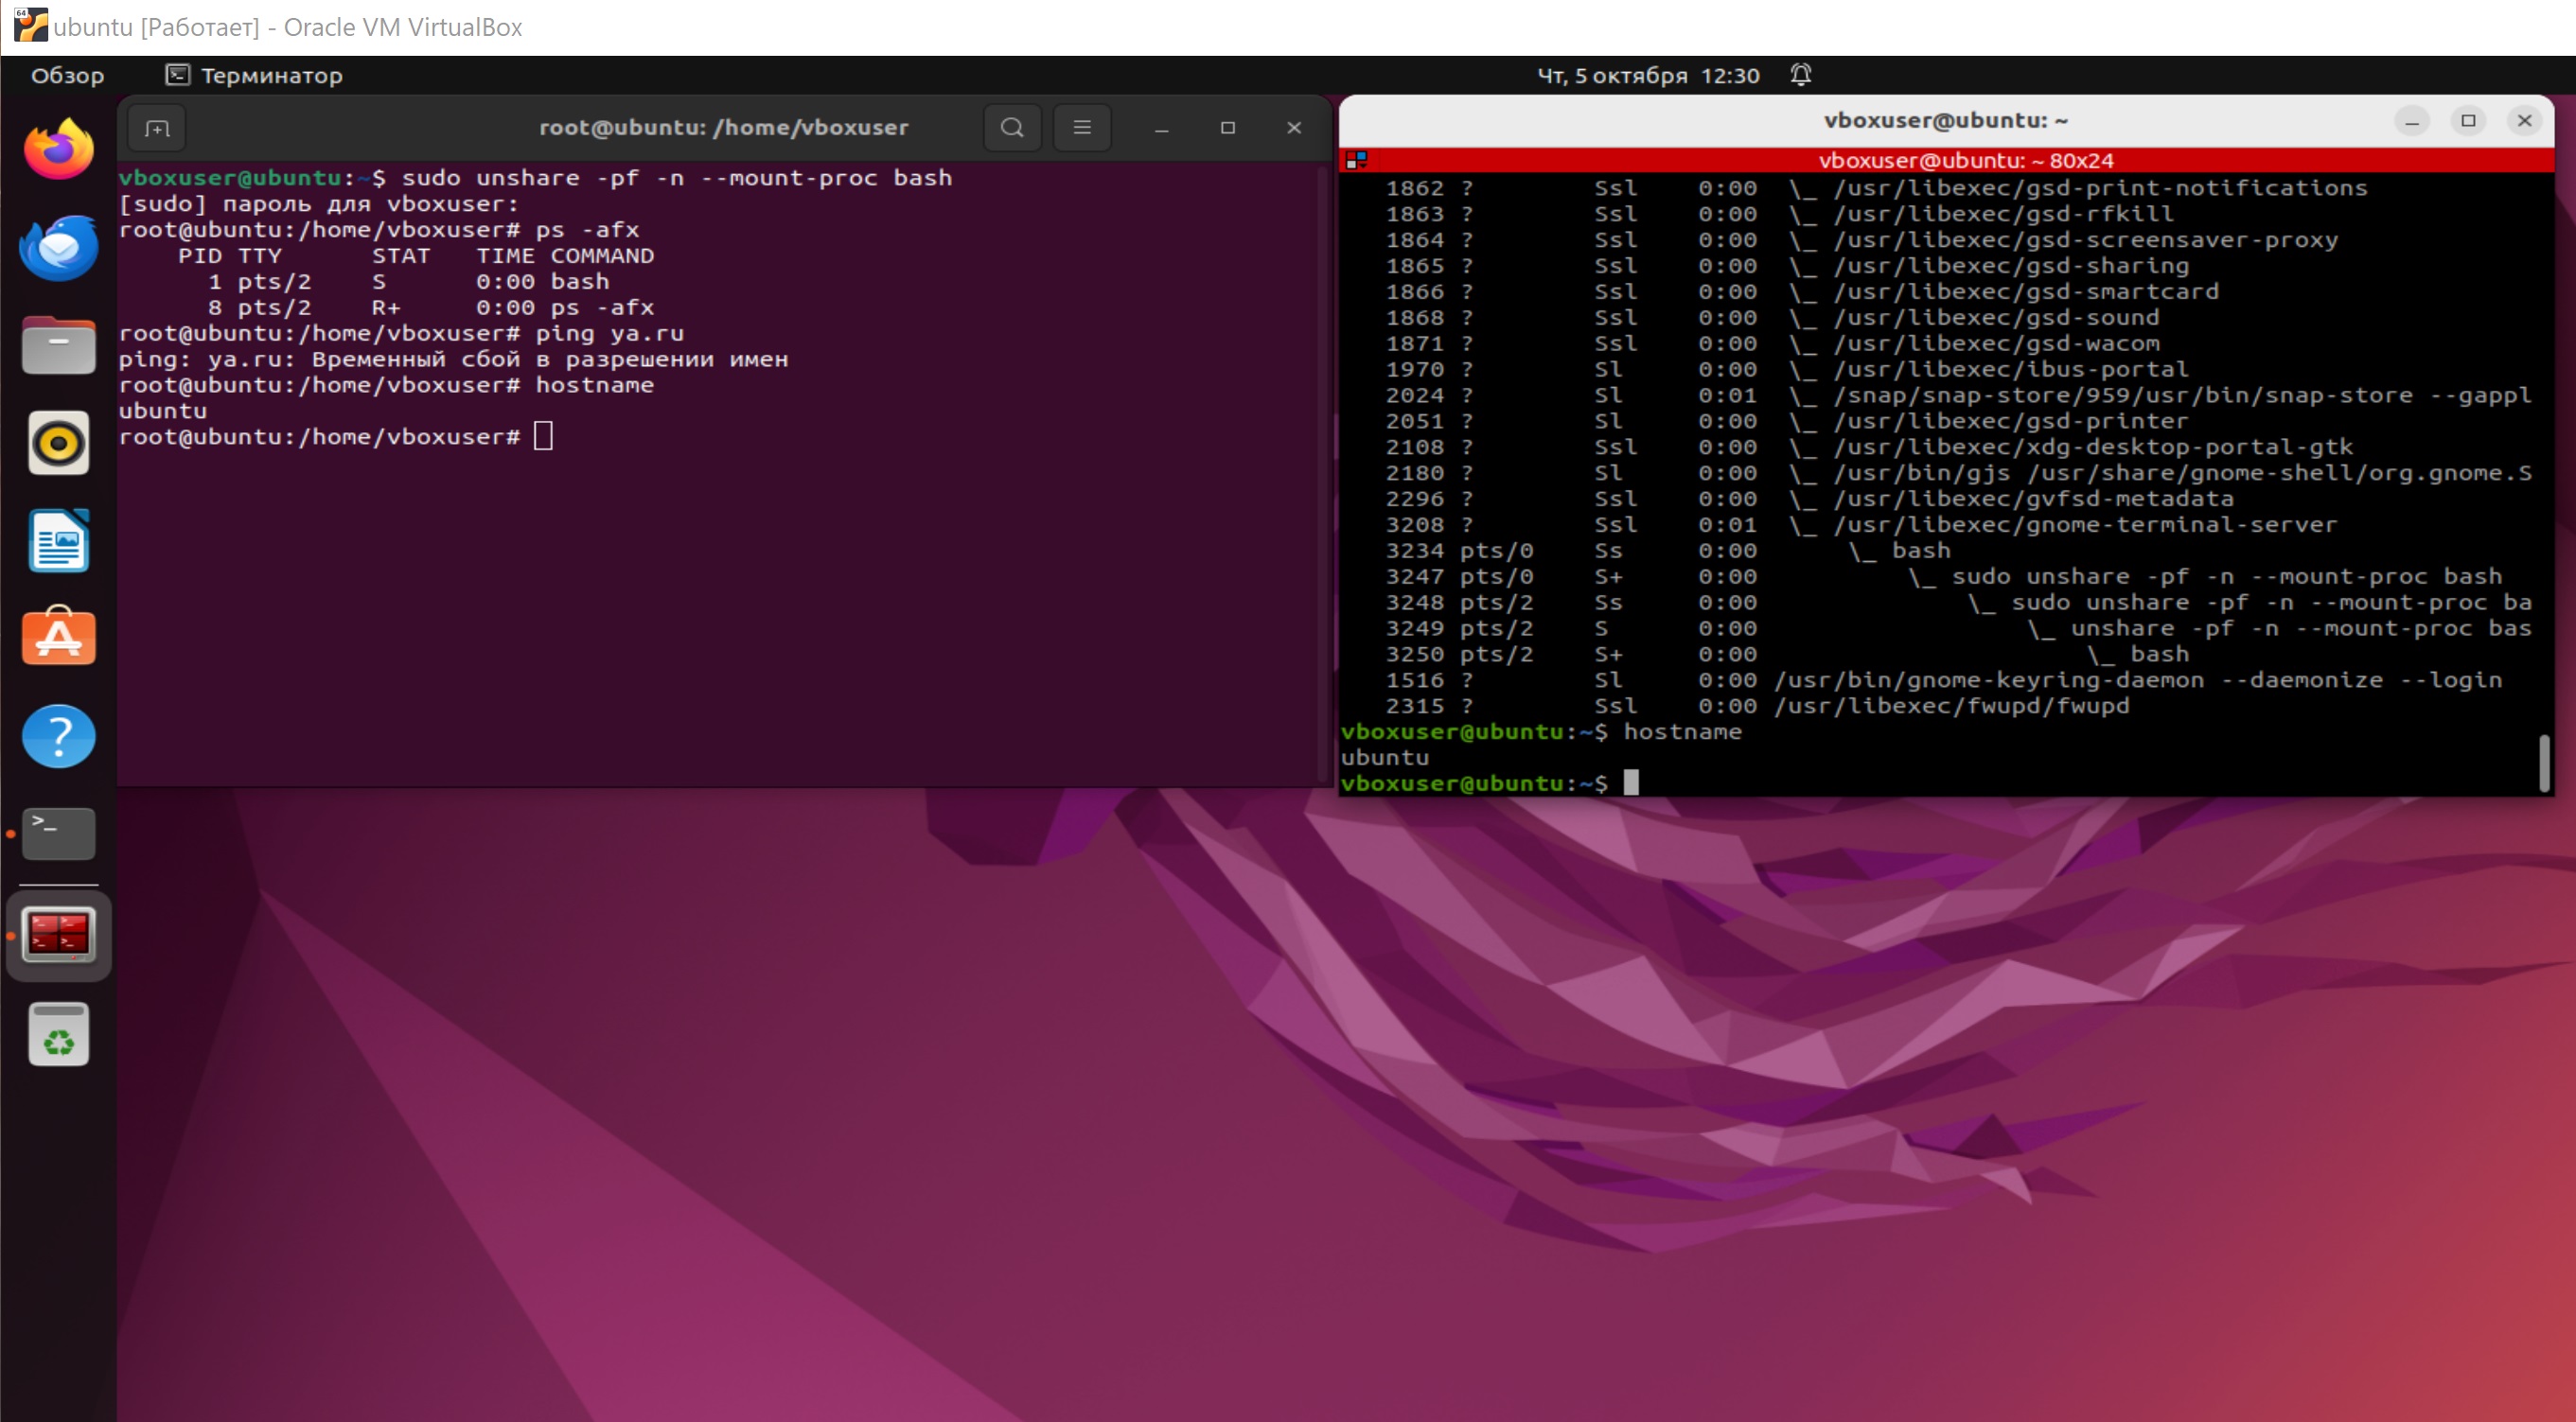 ubuntu [Работает] - Oracle VM VirtualBox
Обзор
Терминатор
Чт, 5 октября 12:30
root@ubuntu: /home/vboxuser
vboxuser@ubuntu:~$ sudo unshare -pf -n --mount-proc bash
[sudo] пароль для vboxuser:
root@ubuntu:/home/vboxuser# ps -afx
    PID TTY      STAT   TIME COMMAND
      1 pts/2    S      0:00 bash
      8 pts/2    R+     0:00 ps -afx
root@ubuntu:/home/vboxuser# ping ya.ru
ping: ya.ru: Временный сбой в разрешении имен
root@ubuntu:/home/vboxuser# hostname
ubuntu
root@ubuntu:/home/vboxuser#
vboxuser@ubuntu: ~
vboxuser@ubuntu: ~ 80x24
   1862 ?        Ssl    0:00  \_ /usr/libexec/gsd-print-notifications
   1863 ?        Ssl    0:00  \_ /usr/libexec/gsd-rfkill
   1864 ?        Ssl    0:00  \_ /usr/libexec/gsd-screensaver-proxy
   1865 ?        Ssl    0:00  \_ /usr/libexec/gsd-sharing
   1866 ?        Ssl    0:00  \_ /usr/libexec/gsd-smartcard
   1868 ?        Ssl    0:00  \_ /usr/libexec/gsd-sound
   1871 ?        Ssl    0:00  \_ /usr/libexec/gsd-wacom
   1970 ?        Sl     0:00  \_ /usr/libexec/ibus-portal
   2024 ?        Sl     0:01  \_ /snap/snap-store/959/usr/bin/snap-store --gappl
   2051 ?        Sl     0:00  \_ /usr/libexec/gsd-printer
   2108 ?        Ssl    0:00  \_ /usr/libexec/xdg-desktop-portal-gtk
   2180 ?        Sl     0:00  \_ /usr/bin/gjs /usr/share/gnome-shell/org.gnome.S
   2296 ?        Ssl    0:00  \_ /usr/libexec/gvfsd-metadata
   3208 ?        Ssl    0:01  \_ /usr/libexec/gnome-terminal-server
   3234 pts/0    Ss     0:00      \_ bash
   3247 pts/0    S+     0:00          \_ sudo unshare -pf -n --mount-proc bash
   3248 pts/2    Ss     0:00              \_ sudo unshare -pf -n --mount-proc ba
   3249 pts/2    S      0:00                  \_ unshare -pf -n --mount-proc bas
   3250 pts/2    S+     0:00                      \_ bash
   1516 ?        Sl     0:00 /usr/bin/gnome-keyring-daemon --daemonize --login
   2315 ?        Ssl    0:00 /usr/libexec/fwupd/fwupd
vboxuser@ubuntu:~$ hostname
ubuntu
vboxuser@ubuntu:~$